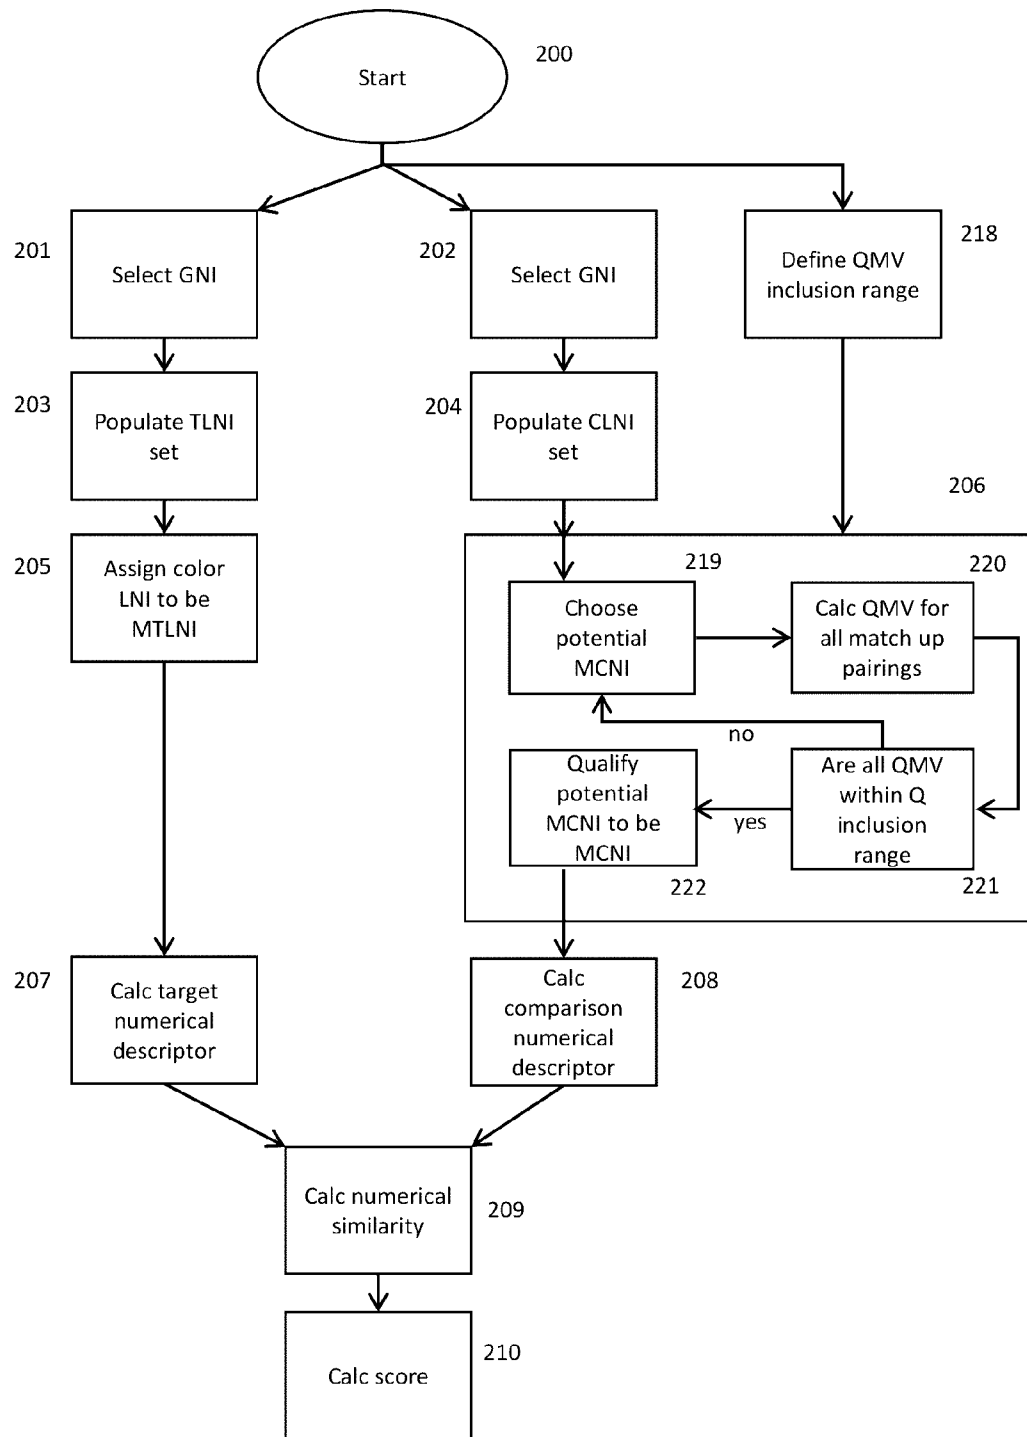 Start
200
201
Select GNI
202
Select GNI
218
Define QMV
inclusion range
203
Populate TLNI
set
204
Populate CLNI
set
206
205
Assign color
LNI to be
MTLNI
219
Choose
potential
MCNI
220
Calc QMV for
all match up
pairings
no
Qualify
potential
MCNI to be
MCNI
222
yes
Are all QMV
within Q
inclusion
range
221
207
Calc target
numerical
descriptor
Calc
comparison
numerical
descriptor
208
Calc numerical
similarity
209
Calc score
210